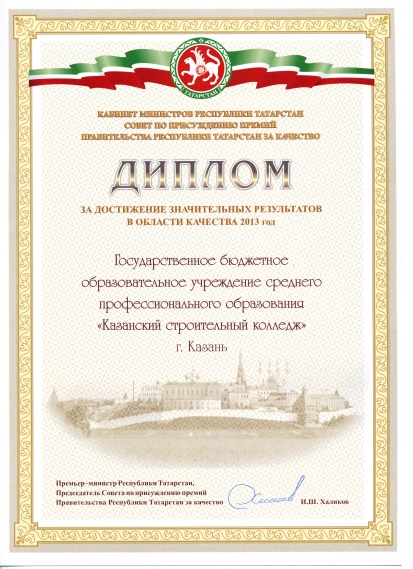 ТАТАРСТАН
КАБИНЕТ МИНИСТРОВ РЕСПУБЛИКИ ТАТАРСТАН
СОВЕТ ПО ПРИСУЖДЕНИЮ ПРЕМИЙ
ПРАВИТЕЛЬСТВА РЕСПУБЛИКИ ТАТАРСТАН ЗА КАЧЕСТВО
ДИПЛОМ
ЗА ДОСТИЖЕНИЕ ЗНАЧИТЕЛЬНЫХ РЕЗУЛЬТАТОВ
В ОБЛАСТИ КАЧЕСТВА 2013 год
Государственное бюджетное
образовательное учреждение среднего
профессионального образования
«Казанский строительный колледж»
г. Казань
Премьер-министр Республики Татарстан,
Председатель Совета по присуждению премий
Правительства Республики Татарстан за качество И.Ш. Халиков